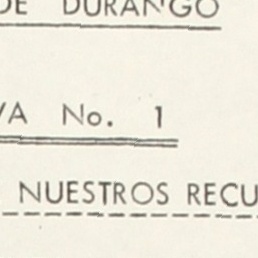 DE DURANGO
VA No. 1
NUESTROS RECU